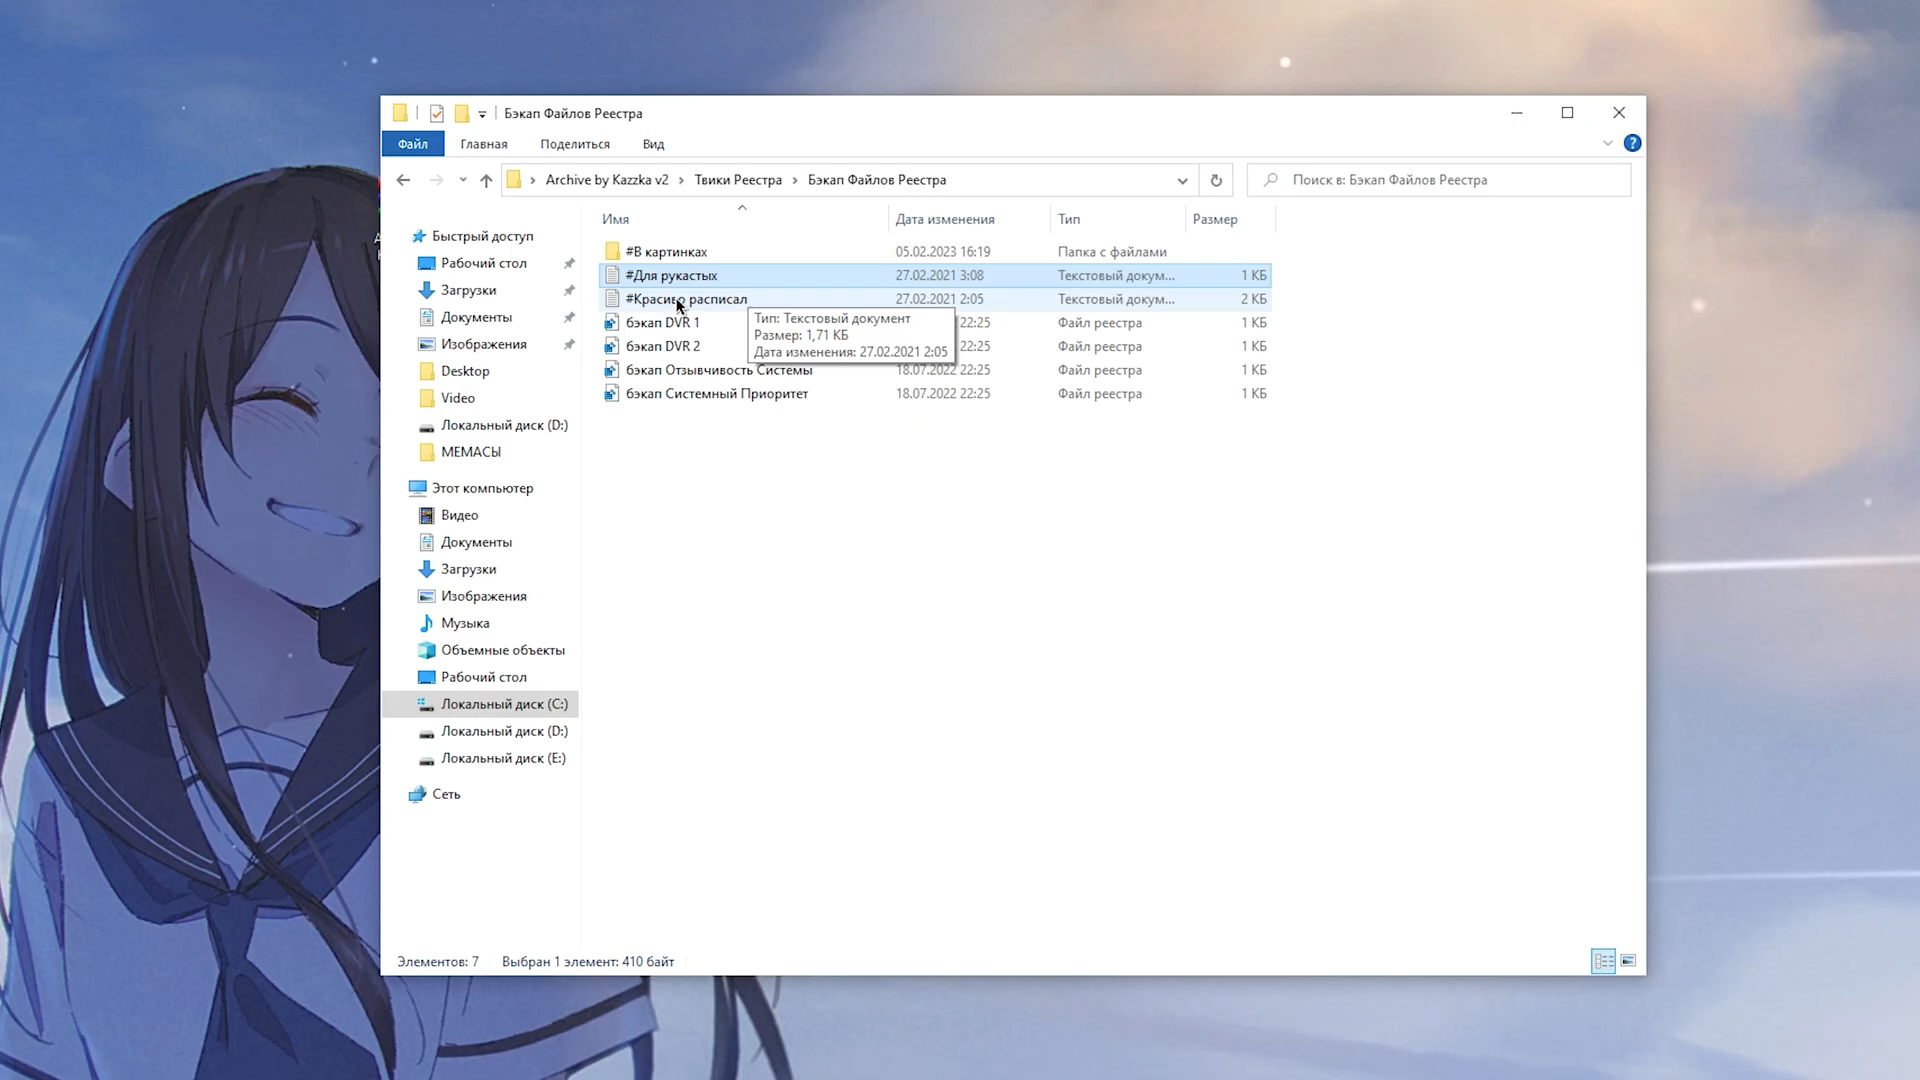 Бэкап Файлов Реестра
Файл Главная Поделиться Вид
Archive by Kazzka v2 Твики Реестра Бэкап Файлов Реестра
Поиск в: Бэкап Файлов Реестра
Имя Дата изменения Тип Размер
#В картинках 05.02.2023 16:19 Папка с файлами
#Для рукастых 27.02.2021 3:08 Текстовый докум... 1 КБ
#Красиво расписал 27.02.2021 2:05 Текстовый докум... 2 КБ
бэкап DVR 1 22:25 Файл реестра 1 КБ
бэкап DVR 2 22:25 Файл реестра 1 КБ
бэкап Отзывчивость Системы 18.07.2022 22:25 Файл реестра 1 КБ
бэкап Системный Приоритет 18.07.2022 22:25 Файл реестра 1 КБ
Тип: Текстовый документ
Размер: 1,71 КБ
Дата изменения: 27.02.2021 2:05
Быстрый доступ
Рабочий стол
Загрузки
Документы
Изображения
Desktop
Video
Локальный диск (D:)
МЕМАСЫ
Этот компьютер
Видео
Документы
Загрузки
Изображения
Музыка
Объемные объекты
Рабочий стол
Локальный диск (C:)
Локальный диск (D:)
Локальный диск (E:)
Сеть
Элементов: 7 Выбран 1 элемент: 410 байт